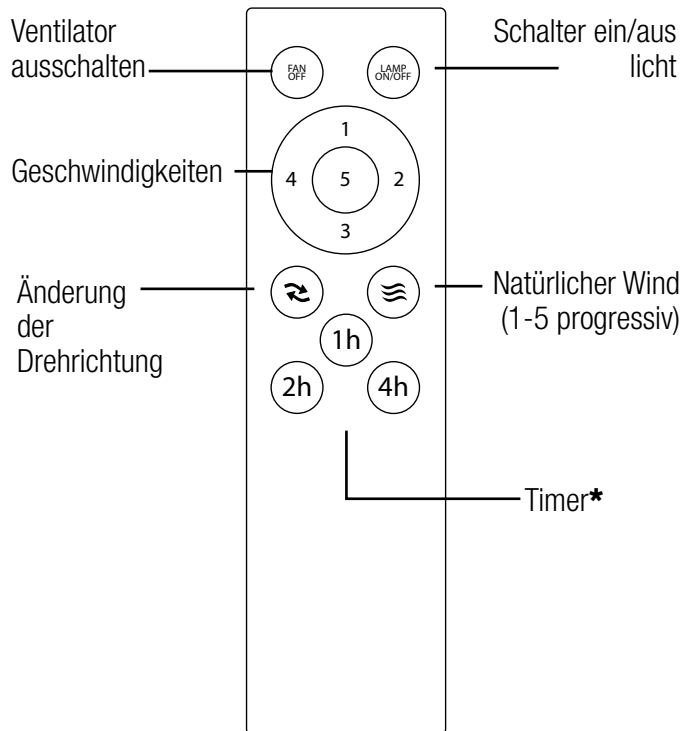 Ventilator
ausschalten
FAN
OFF
LAMP
ON/OFF
Schalter ein/aus
licht
Geschwindigkeiten
1
4
5
2
3
Änderung
der
Drehrichtung
Natürlicher Wind
(1-5 progressiv)
1h
2h
4h
Timer*